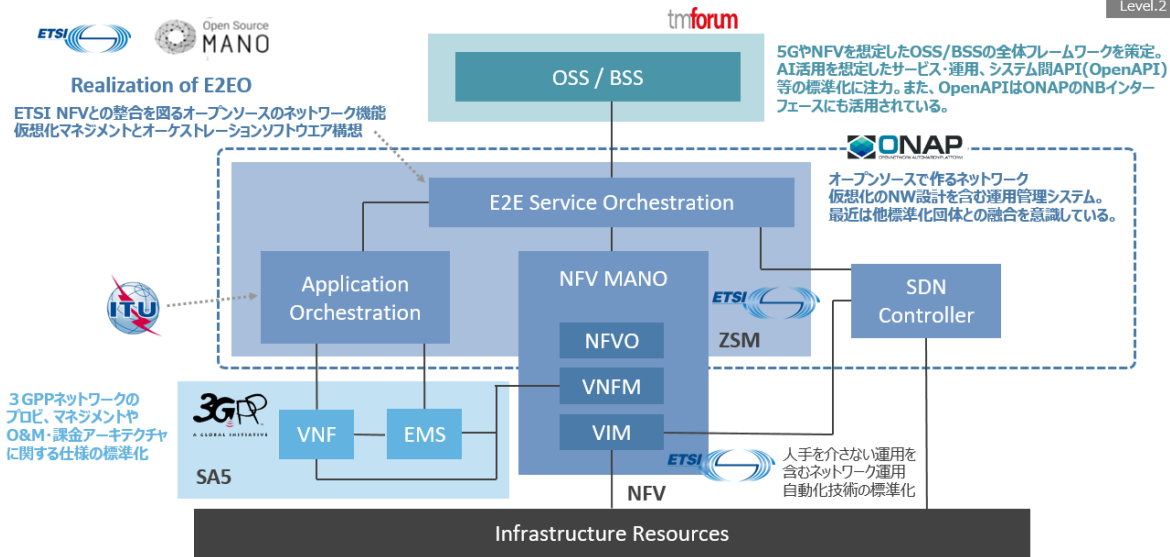 Level.2
ETSI
Open Source
MANO
tmforum
OSS / BSS
5GやNFVを想定したOSS/BSSの全体フレームワークを策定。
AI活用を想定したサービス・運用、システム間API(OpenAPI)
等の標準化に注力。また、OpenAPIはONAPのNBインター
フェースにも活用されている。
Realization of E2EO
ETSI NFVとの整合を図るオープンソースのネットワーク機能
仮想化マネジメントとオーケストレーションソフトウエア構想
ONAP
OPEN NETWORK AUTOMATION PLATFORM
オープンソースで作るネットワーク
仮想化のNW設計を含む運用管理システム。
最近は他標準化団体との融合を意識している。
E2E Service Orchestration
Application
Orchestration
NFV MANO
ETSI
SDN
Controller
ITU
NFVO
ZSM
VNFM
VIM
3GPPネットワークの
プロビ、マネジメントや
O&M・課金アーキテクチャ
に関する仕様の標準化
3GPP
A GLOBAL INITIATIVE
VNF
EMS
SA5
ETSI
人手を介さない運用を
含むネットワーク運用
自動化技術の標準化
NFV
Infrastructure Resources